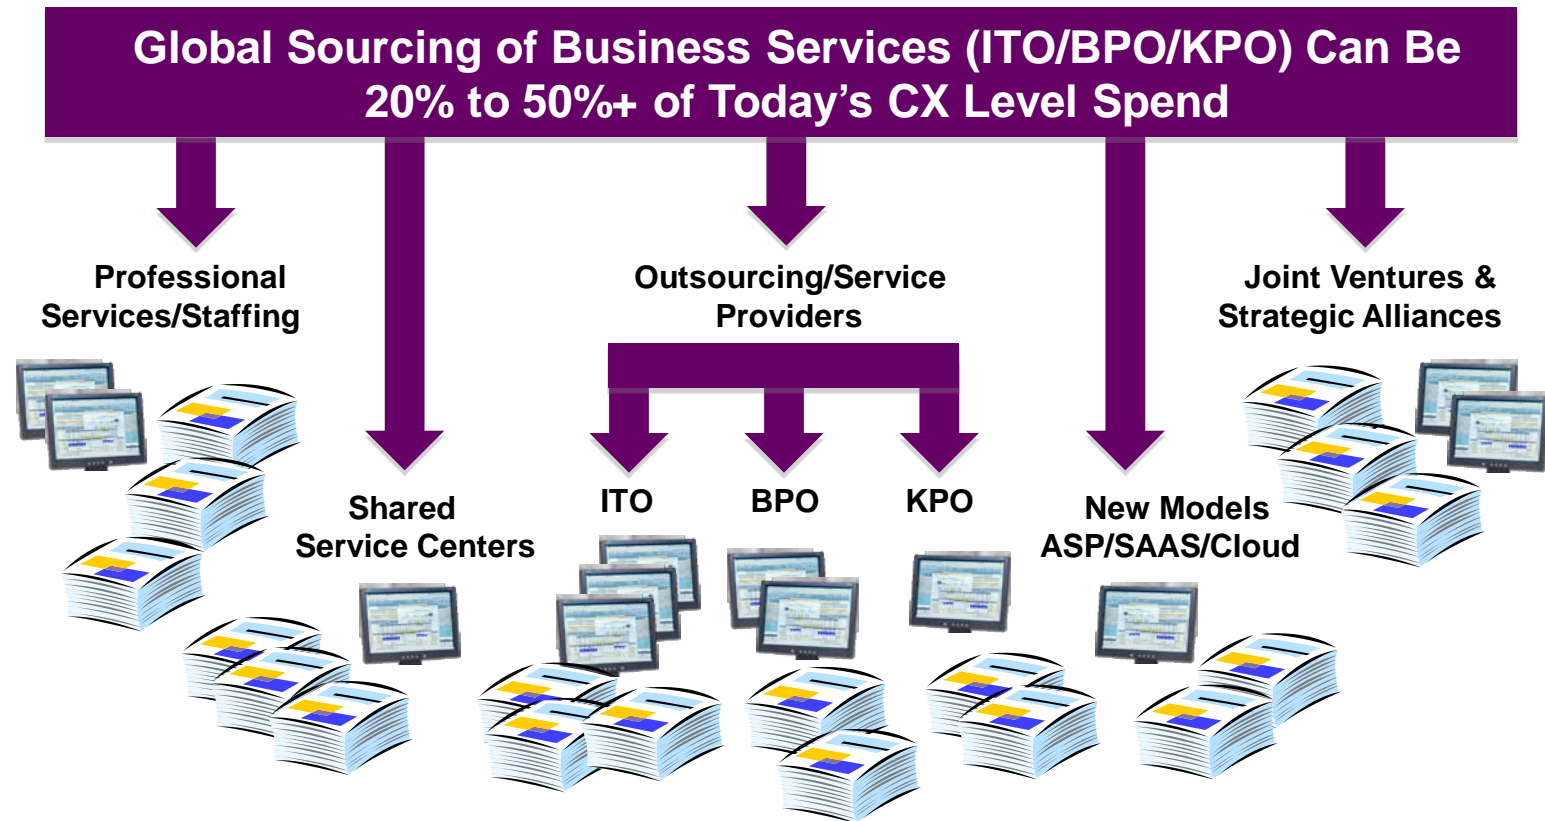 Global Sourcing of Business Services (ITO/BPO/KPO) Can Be
20% to 50%+ of Today's CX Level Spend
Professional
Services/Staffing
Outsourcing/Service
Providers
Joint Ventures &
Strategic Alliances
Shared
Service Centers
ITO
BPO
KPO
New Models
ASP/SAAS/Cloud